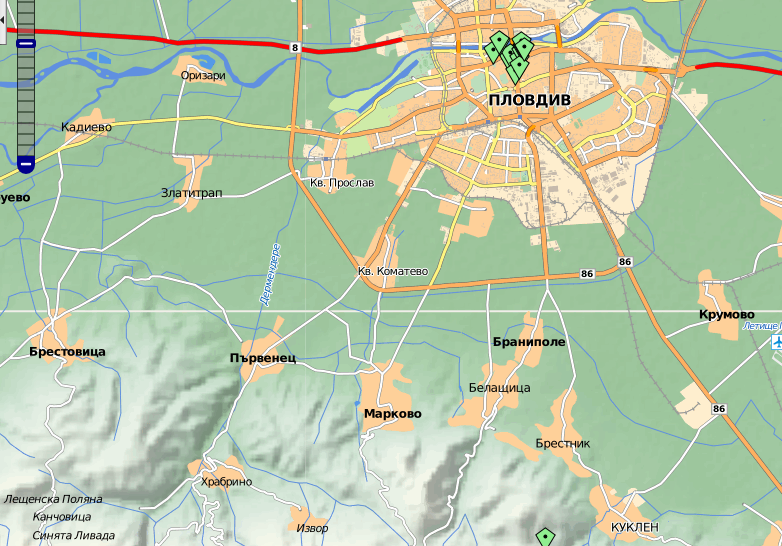 8
Оризари
ПЛОВДИВ
Кадиево
Кв. Прослав
Златитрап
уево
Дермендере
86
Кв. Коматево
86
Крумово
Летище
Браниполе
Брестовица
Първенец
Белащица
86
Марково
Брестник
Храбрино
Лещенска Поляна
Канчовица
Извор
КУКЛЕН
Синята Ливада